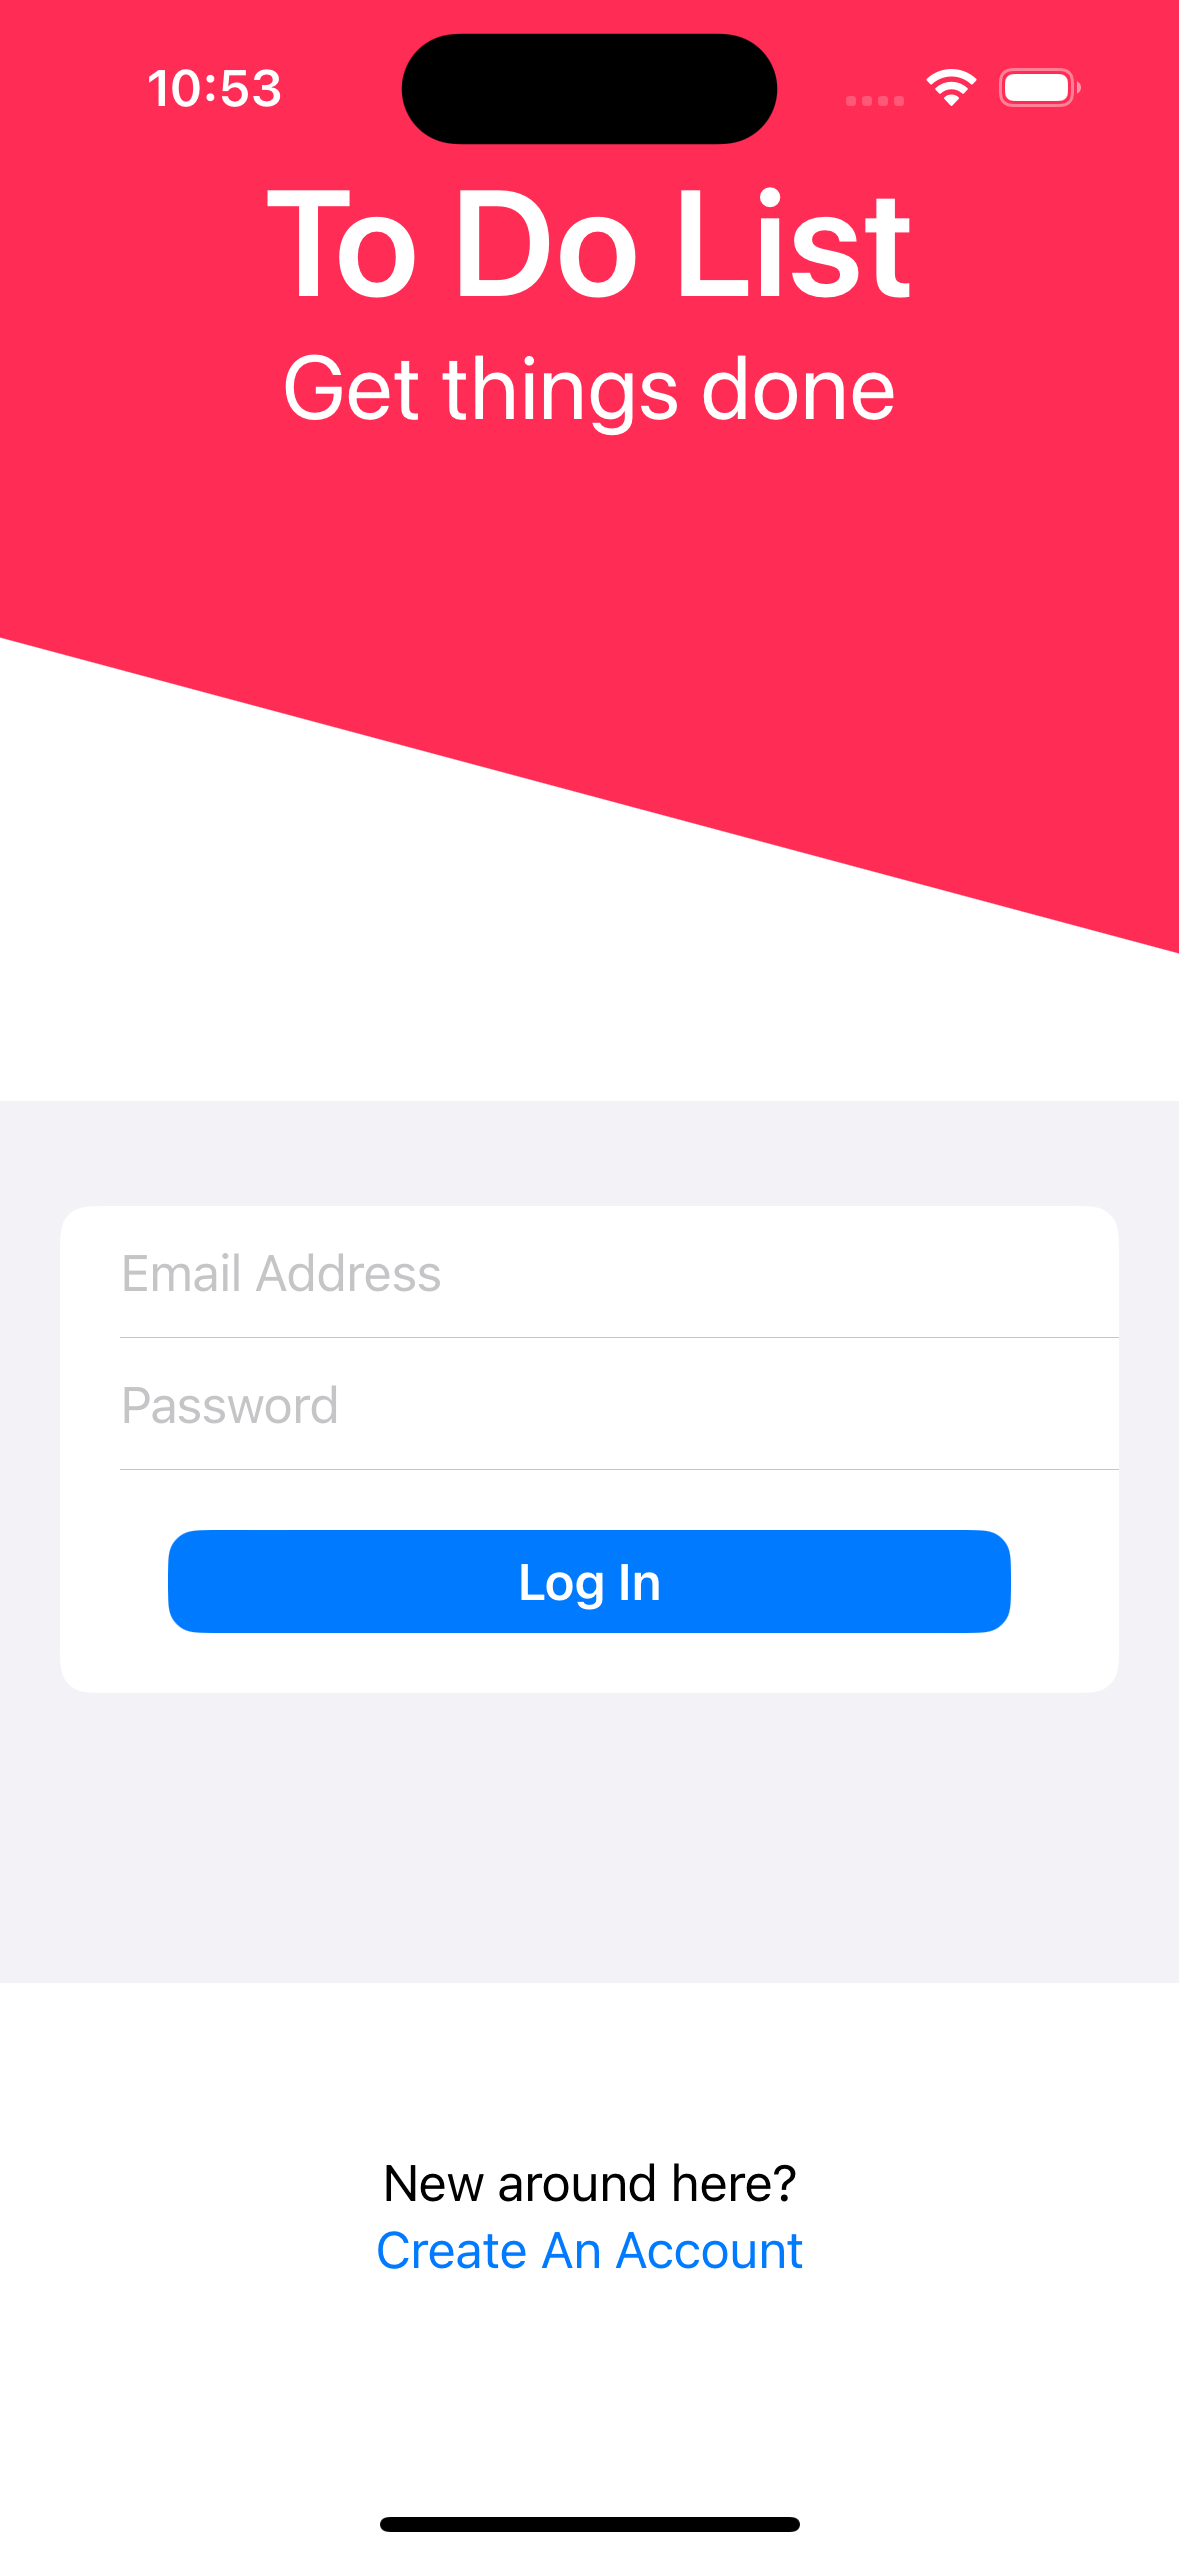 10:53
To Do List
Get things done
Email Address
Password
Log In
New around here?
Create An Account